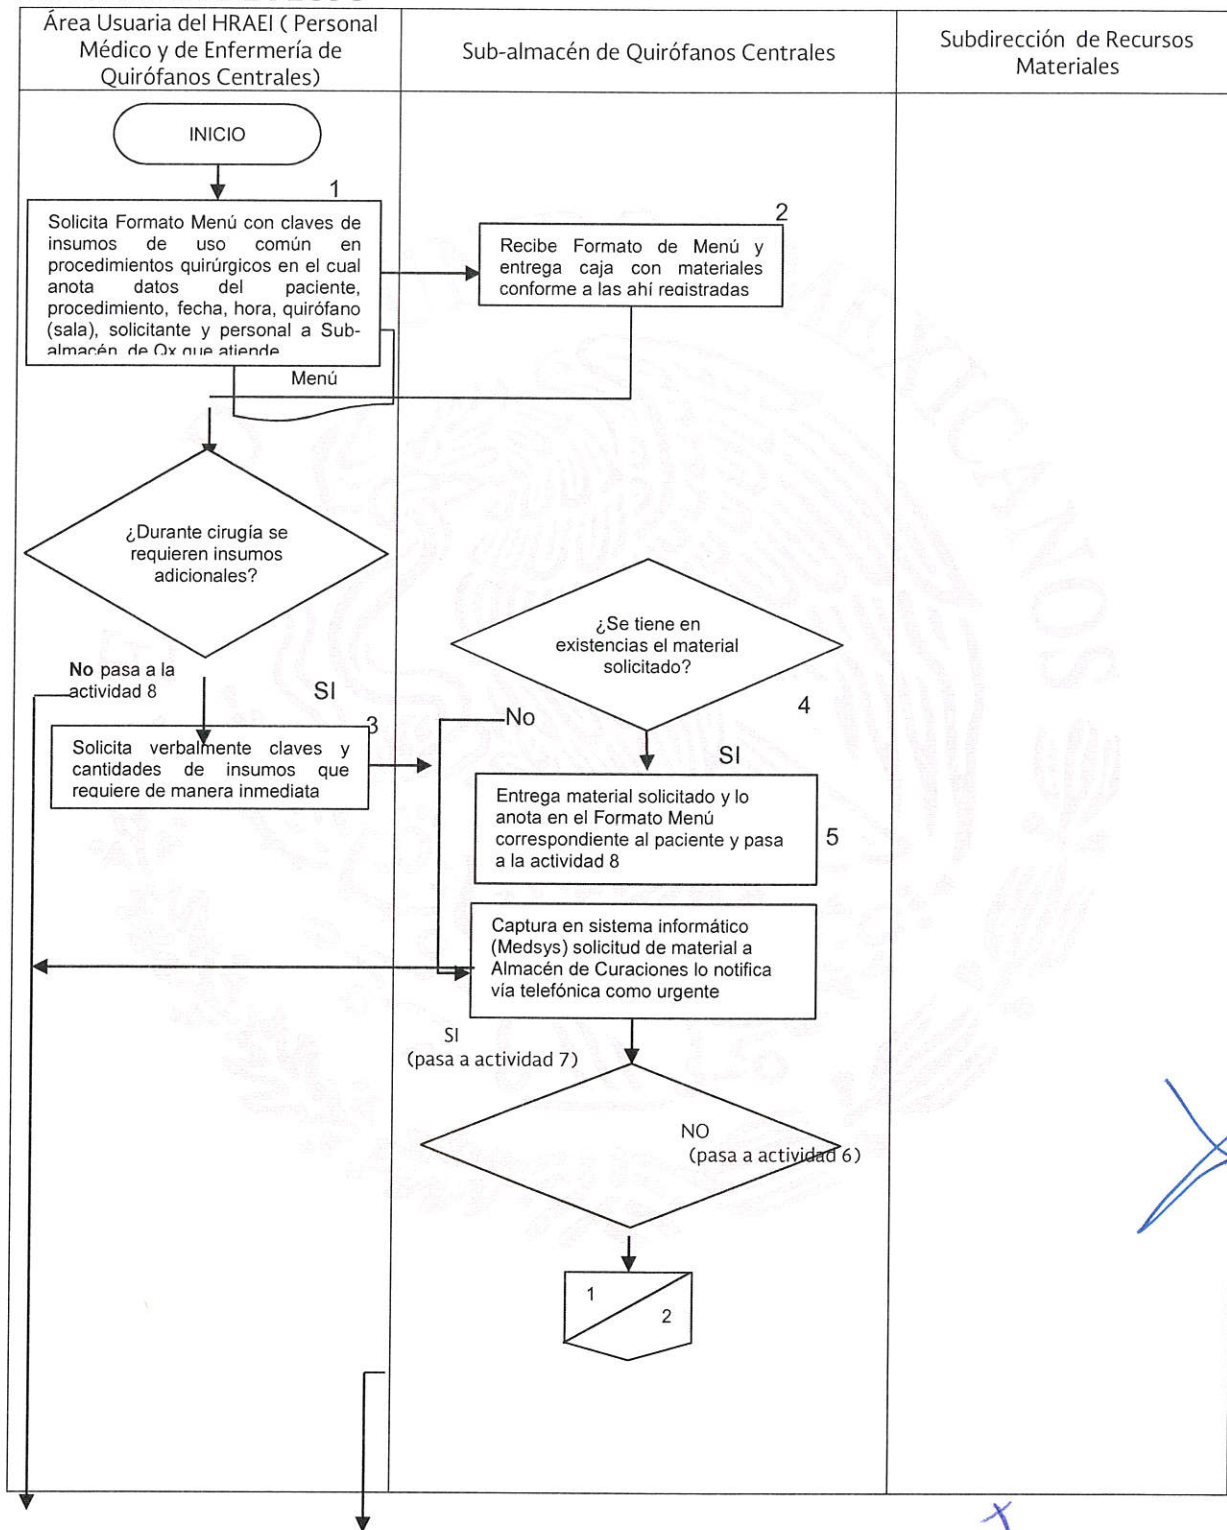 Área Usuaria del HRAEI ( Personal
Médico y de Enfermería de
Quirófanos Centrales)
Sub-almacén de Quirófanos Centrales
Subdirección de Recursos
Materiales
INICIO
1
Solicita Formato Menú con claves de
insumos de uso común en
procedimientos quirúrgicos en el cual
anota datos del paciente,
procedimiento, fecha, hora, quirófano
(sala), solicitante y personal a Sub-
almacén de Qx que atiende
Menú
2
Recibe Formato de Menú y
entrega caja con materiales
conforme a las ahí registradas
¿Durante cirugía se
requieren insumos
adicionales?
No pasa a la
actividad 8
SI
3
Solicita verbalmente claves y
cantidades de insumos que
requiere de manera inmediata
¿Se tiene en
existencias el material
solicitado?
4
No
SI
Entrega material solicitado y lo
anota en el Formato Menú
correspondiente al paciente y pasa
a la actividad 8
5
Captura en sistema informático
(Medsys) solicitud de material a
Almacén de Curaciones lo notifica
vía telefónica como urgente
SI
(pasa a actividad 7)
NO
(pasa a actividad 6)
1
2